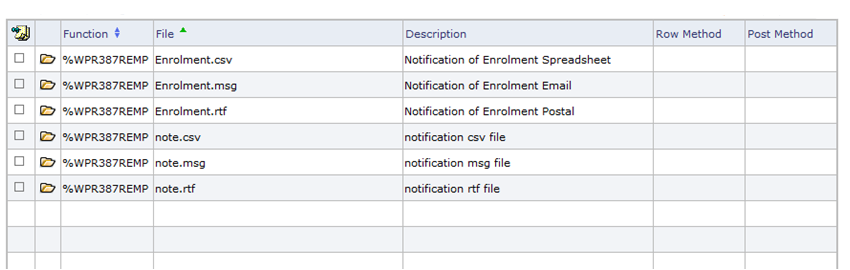 Function File Description Row Method Post Method
%WPR387REMP Enrolment.csv Notification of Enrolment Spreadsheet
%WPR387REMP Enrolment.msg Notification of Enrolment Email
%WPR387REMP Enrolment.rtf Notification of Enrolment Postal
%WPR387REMP note.csv notification csv file
%WPR387REMP note.msg notification msg file
%WPR387REMP note.rtf notification rtf file